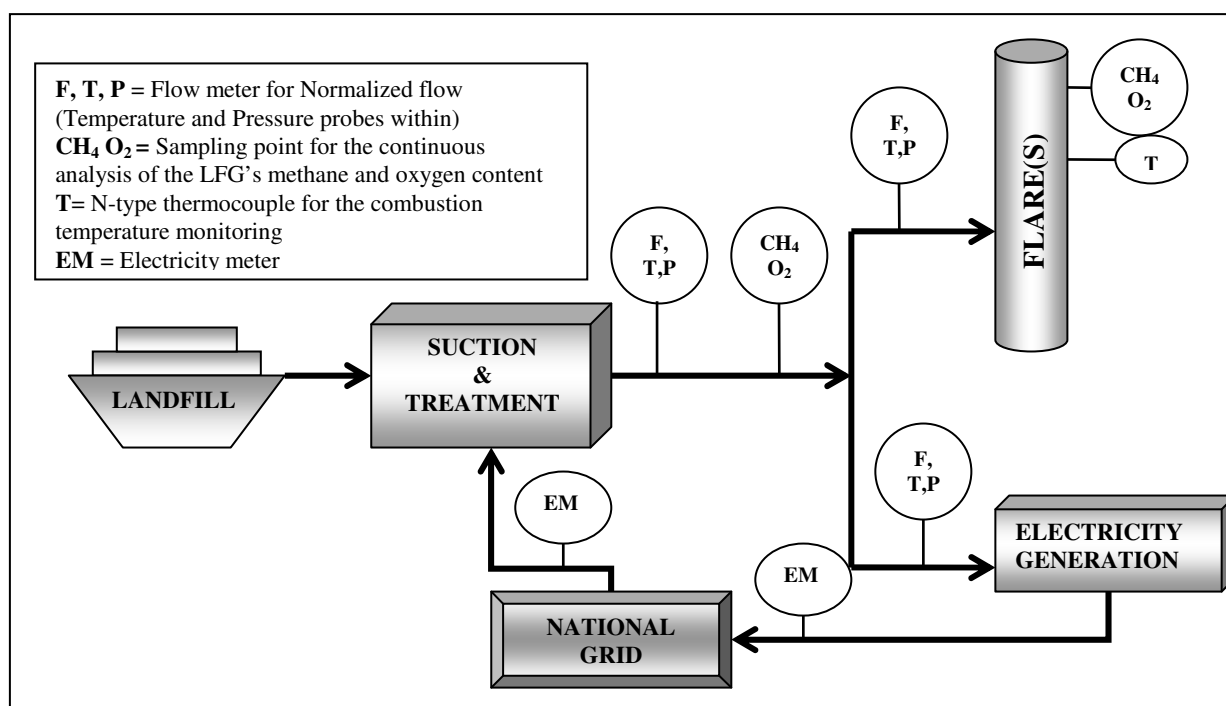 F, T, P = Flow meter for Normalized flow
(Temperature and Pressure probes within)
CH₄ O₂ = Sampling point for the continuous
analysis of the LFG's methane and oxygen content
T= N-type thermocouple for the combustion
temperature monitoring
EM = Electricity meter
CH₄
O₂
T
FLARE(S)
F,
T,P
F,
T,P
CH₄
O₂
LANDFILL
SUCTION
&
TREATMENT
F,
T,P
EM
EM
ELECTRICITY
GENERATION
NATIONAL
GRID